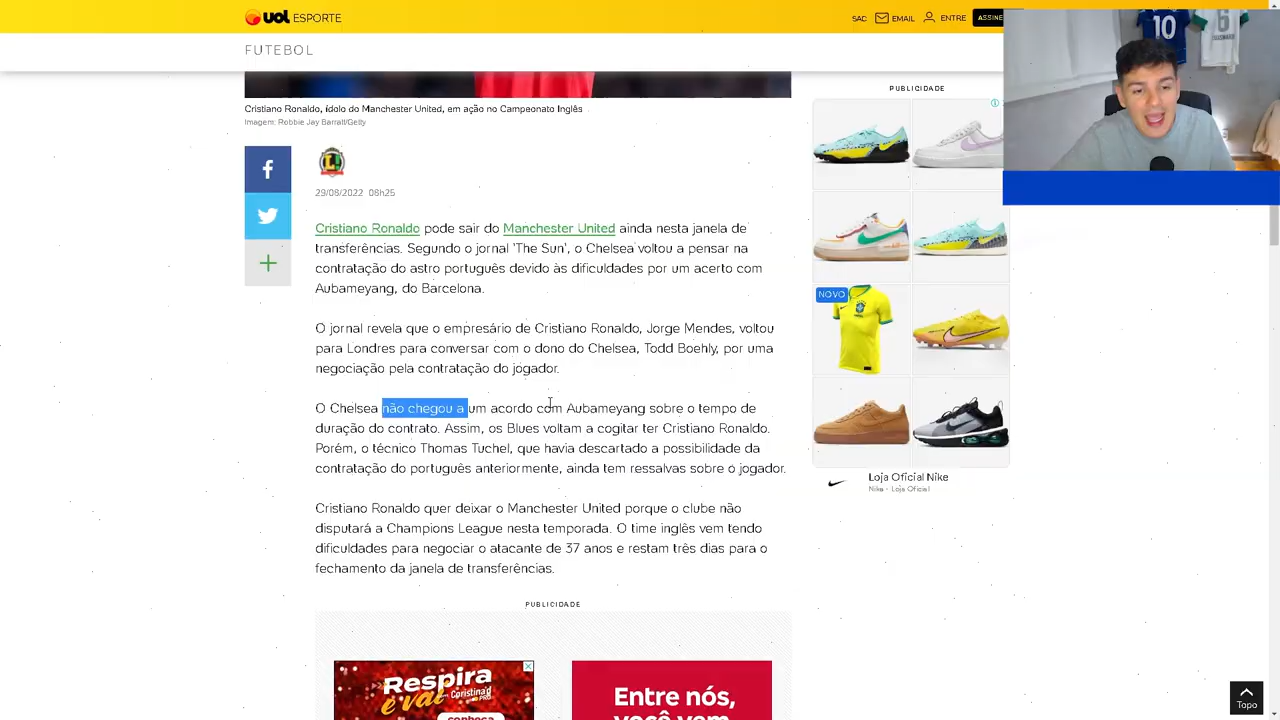 uol ESPORTE
SAC EMAIL ENTRE ASSINE
FUTEBOL
10
6
Cristiano Ronaldo, ídolo do Manchester United, em ação no Campeonato Inglês
Imagem: Robbie Jay Barratt/Getty
PUBLICIDADE
29/08/2022 08h25
Cristiano Ronaldo pode sair do Manchester United ainda nesta janela de
transferências. Segundo o jornal 'The Sun', o Chelsea voltou a pensar na
contratação do astro português devido às dificuldades por um acerto com
Aubameyang, do Barcelona.
O jornal revela que o empresário de Cristiano Ronaldo, Jorge Mendes, voltou
para Londres para conversar com o dono do Chelsea, Todd Boehly, por uma
negociação pela contratação do jogador.
O Chelsea não chegou a um acordo com Aubameyang sobre o tempo de
duração do contrato. Assim, os Blues voltam a cogitar ter Cristiano Ronaldo.
Porém, o técnico Thomas Tuchel, que havia descartado a possibilidade da
contratação do português anteriormente, ainda tem ressalvas sobre o jogador.
Cristiano Ronaldo quer deixar o Manchester United porque o clube não
disputará a Champions League nesta temporada. O time inglês vem tendo
dificuldades para negociar o atacante de 37 anos e restam três dias para o
fechamento da janela de transferências.
NOVO
Loja Oficial Nike
Nike - Loja Oficial
PUBLICIDADE
Respira
é vai
conheça
Entre nós,
você vem
Topo